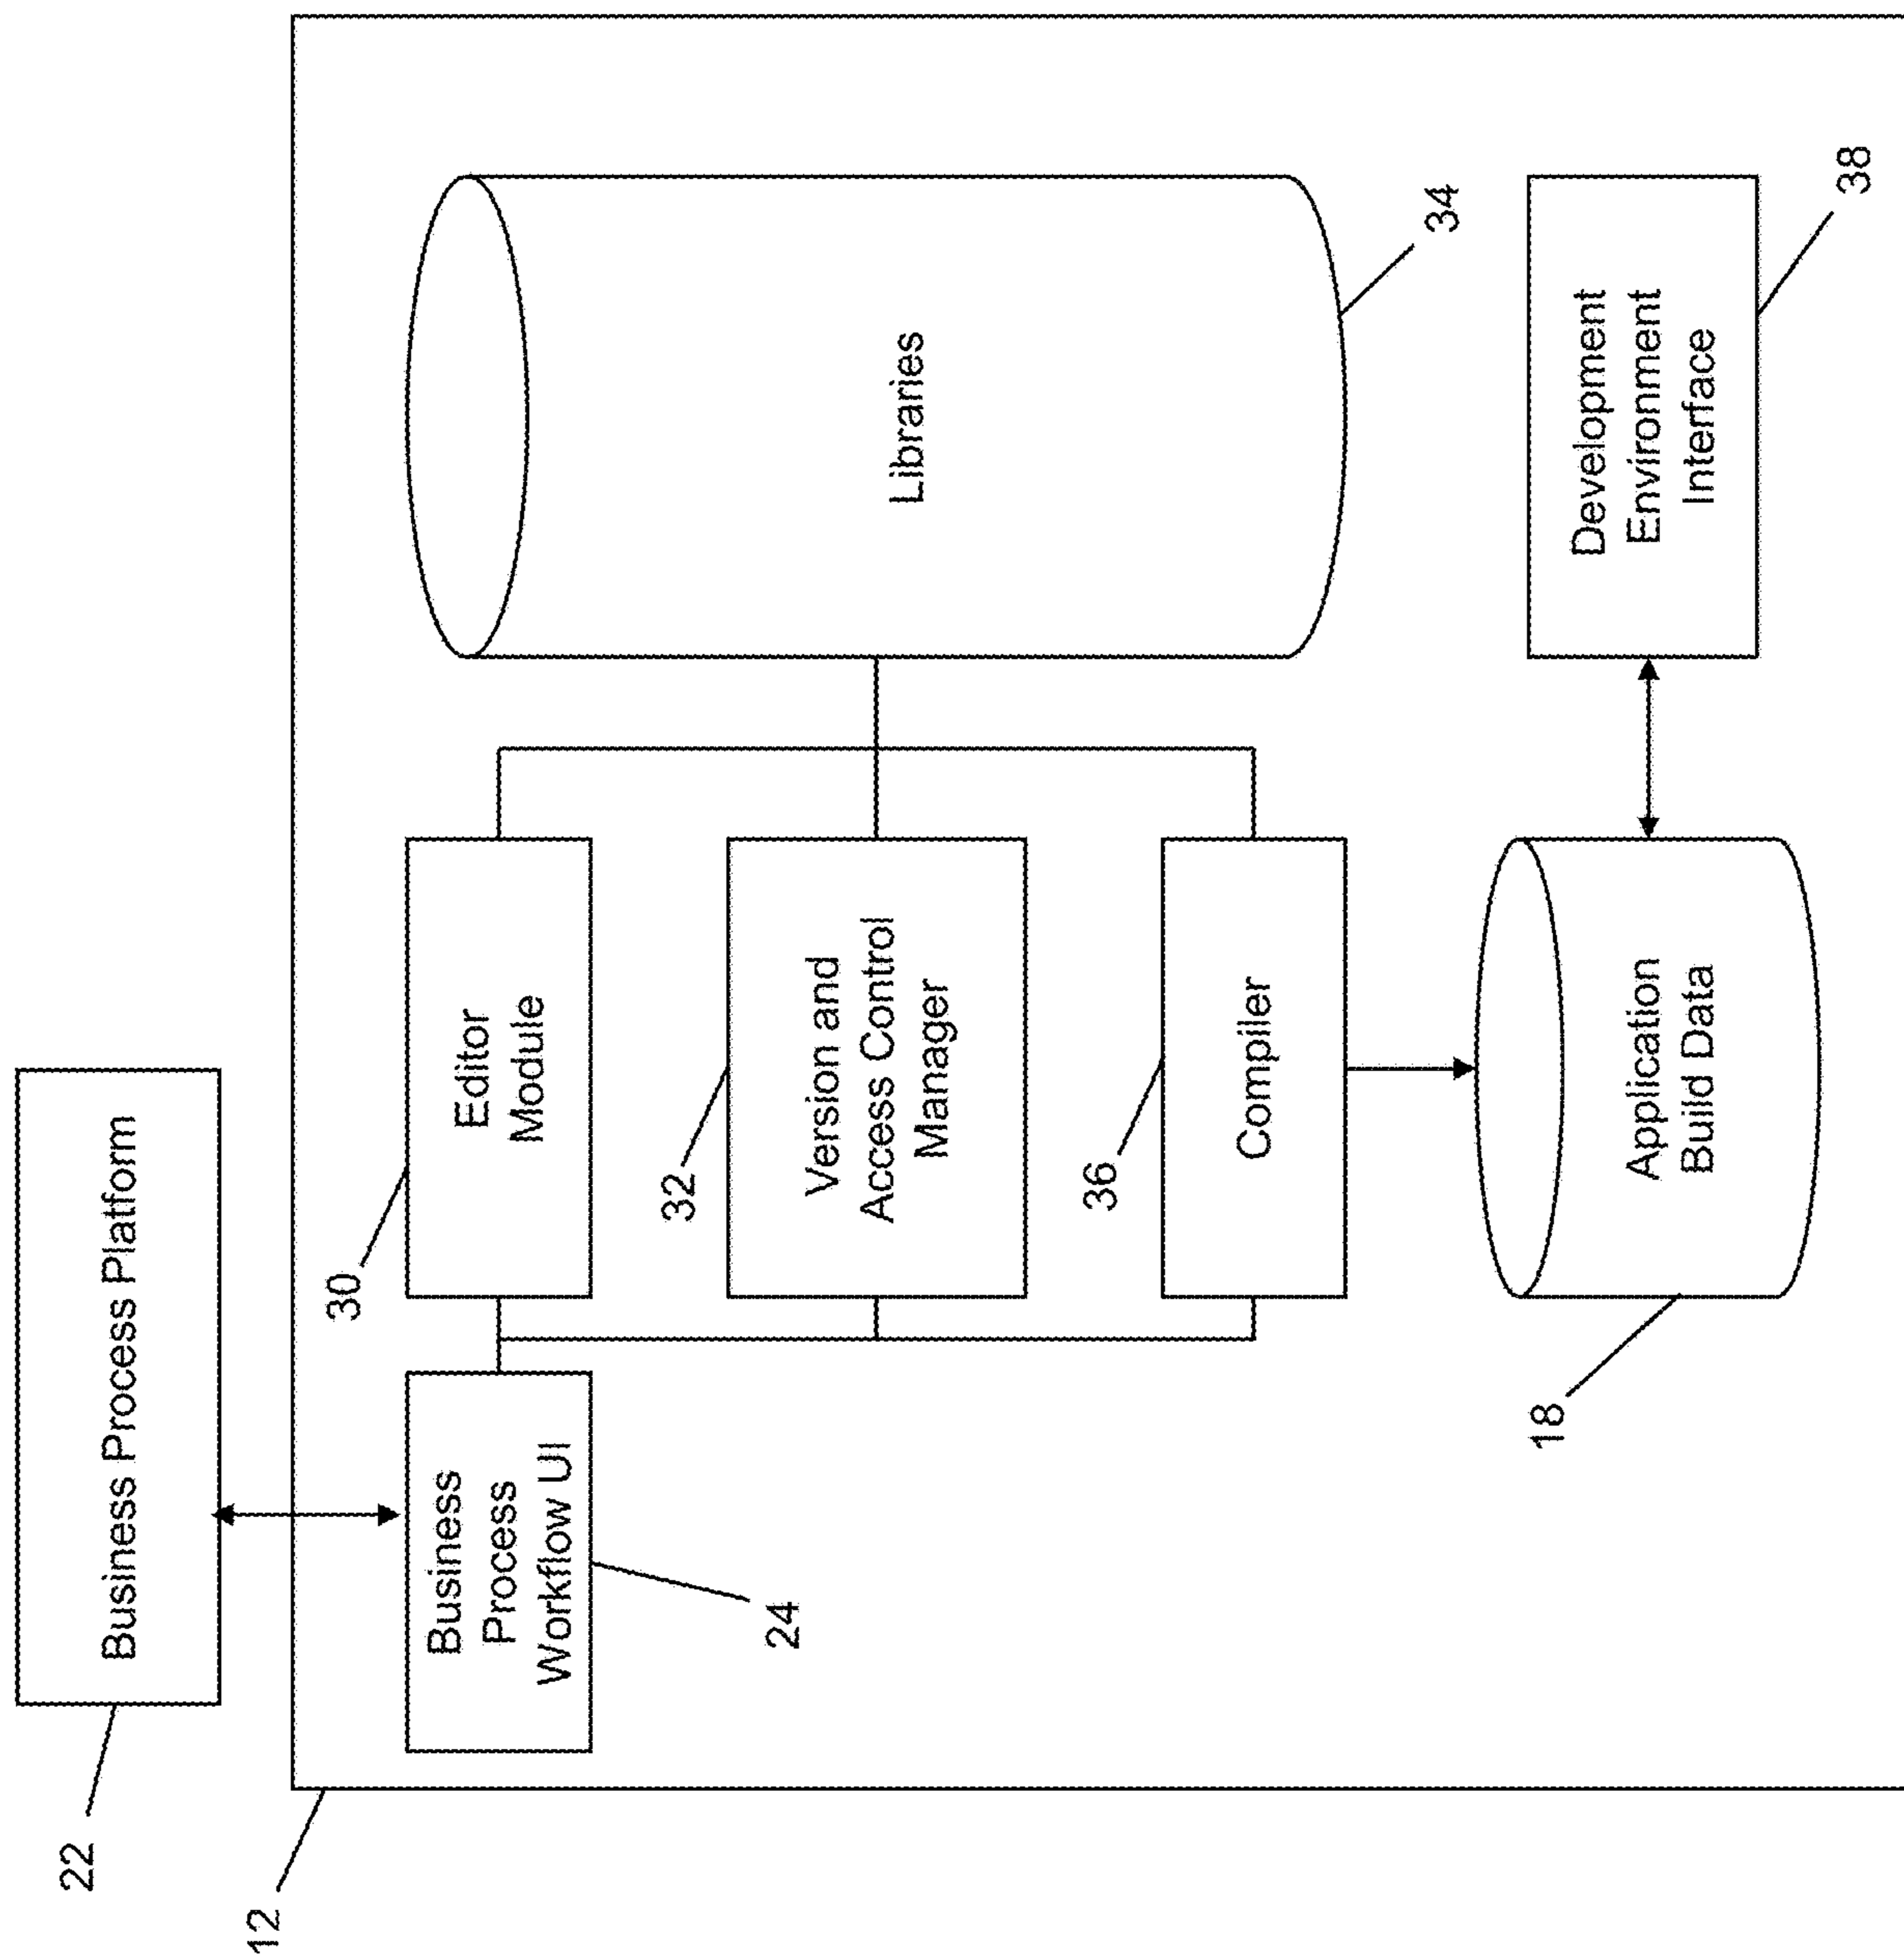 Business Process Platform
22
12
Business
Process
Workflow UI
24
30
Editor
Module
32
Version and
Access Control
Manager
36
Compiler
Libraries
34
18
Application
Build Data
Development
Environment
Interface
38